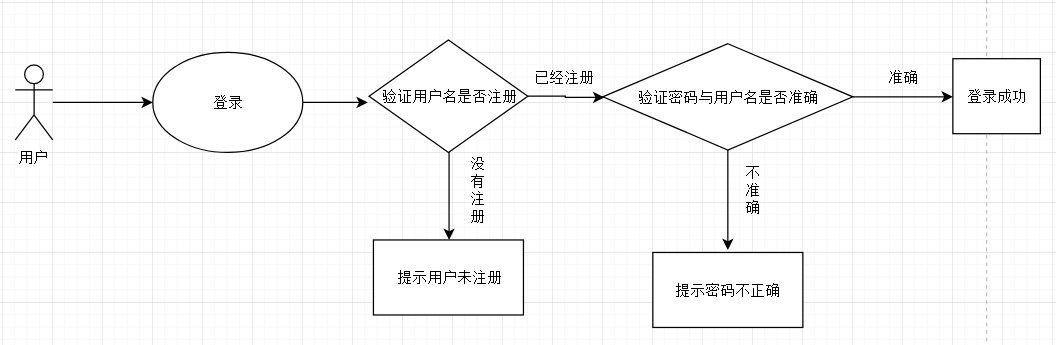 用户
登录
验证用户名是否注册
已经注册
验证密码与用户名是否准确
准确
登录成功
没有注册
不准确
提示用户未注册
提示密码不正确